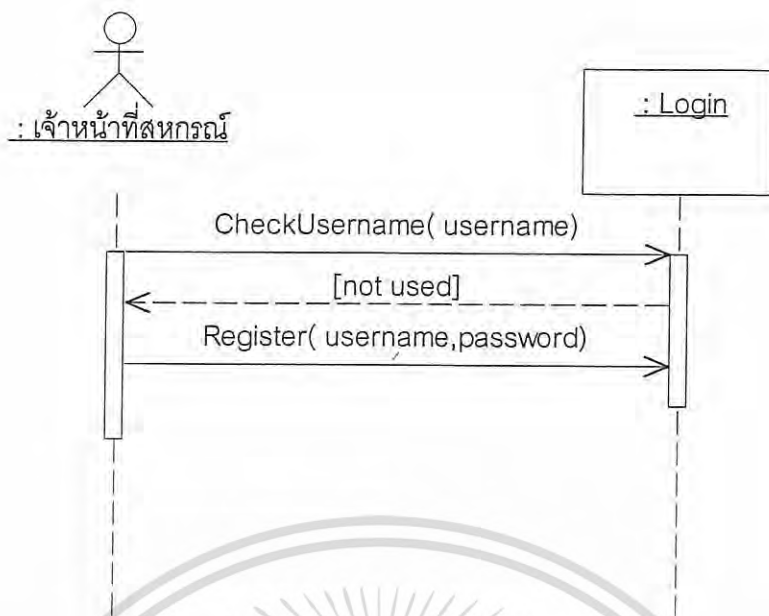 : เจ้าหน้าที่สหกรณ์
: Login
CheckUsername( username)
[not used]
Register( username,password)